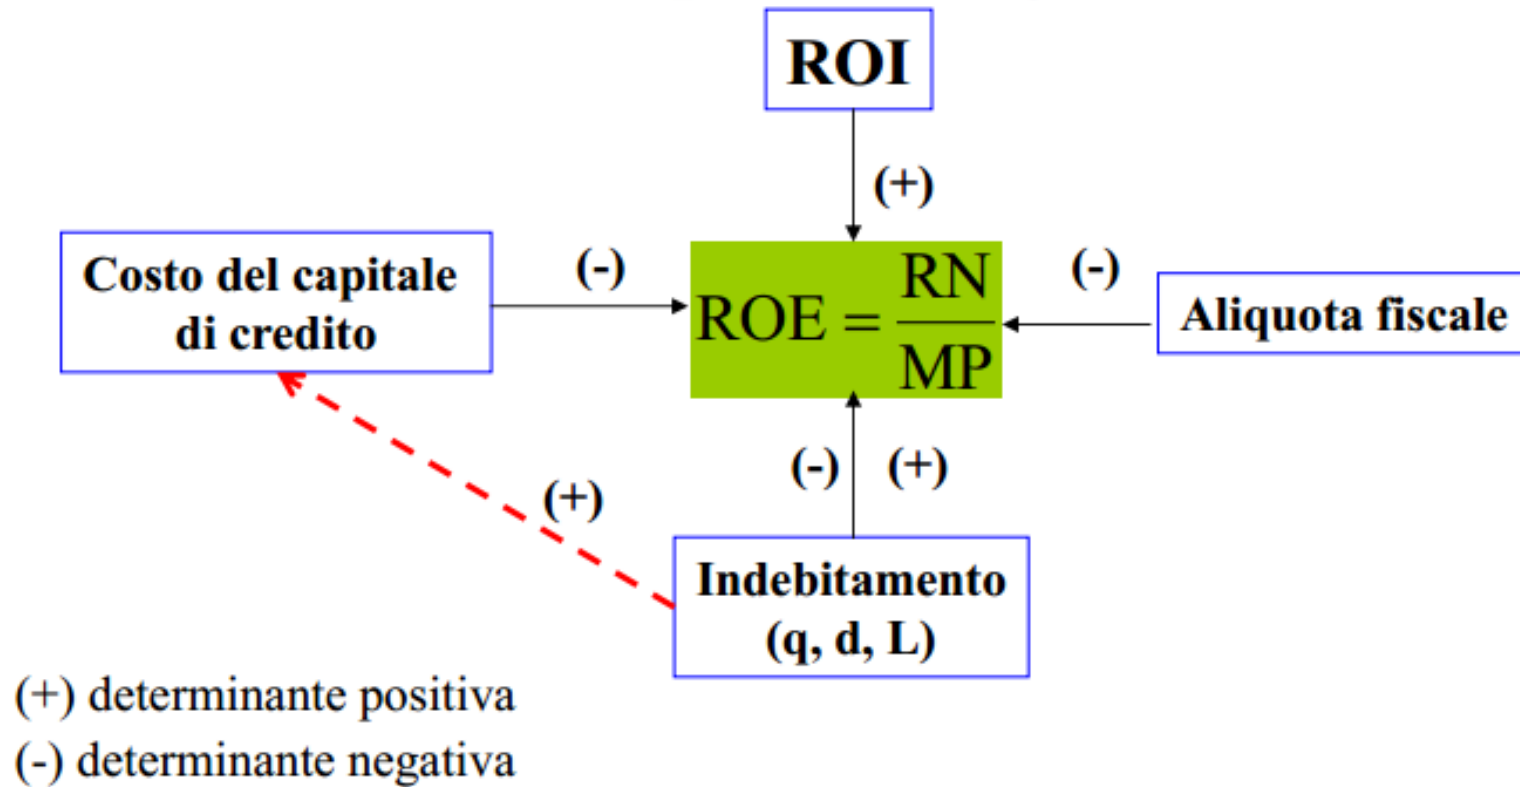 ROI
(+)
Costo del capitale
di credito
(-)
ROE = RN / MP
(-)
Aliquota fiscale
(-) (+)
(+)
Indebitamento
(q, d, L)
(+) determinante positiva
(-) determinante negativa